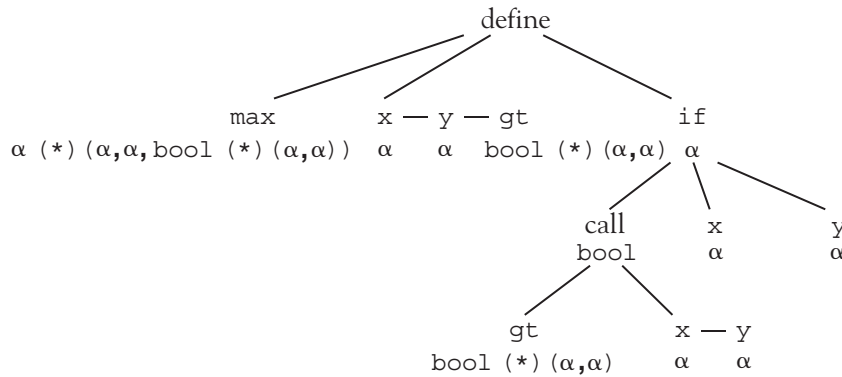 define
max x y gt if
α (*)(α,α,bool (*)(α,α)) α α bool (*)(α,α) α
call x y
bool α α
gt x y
bool (*)(α,α) α α